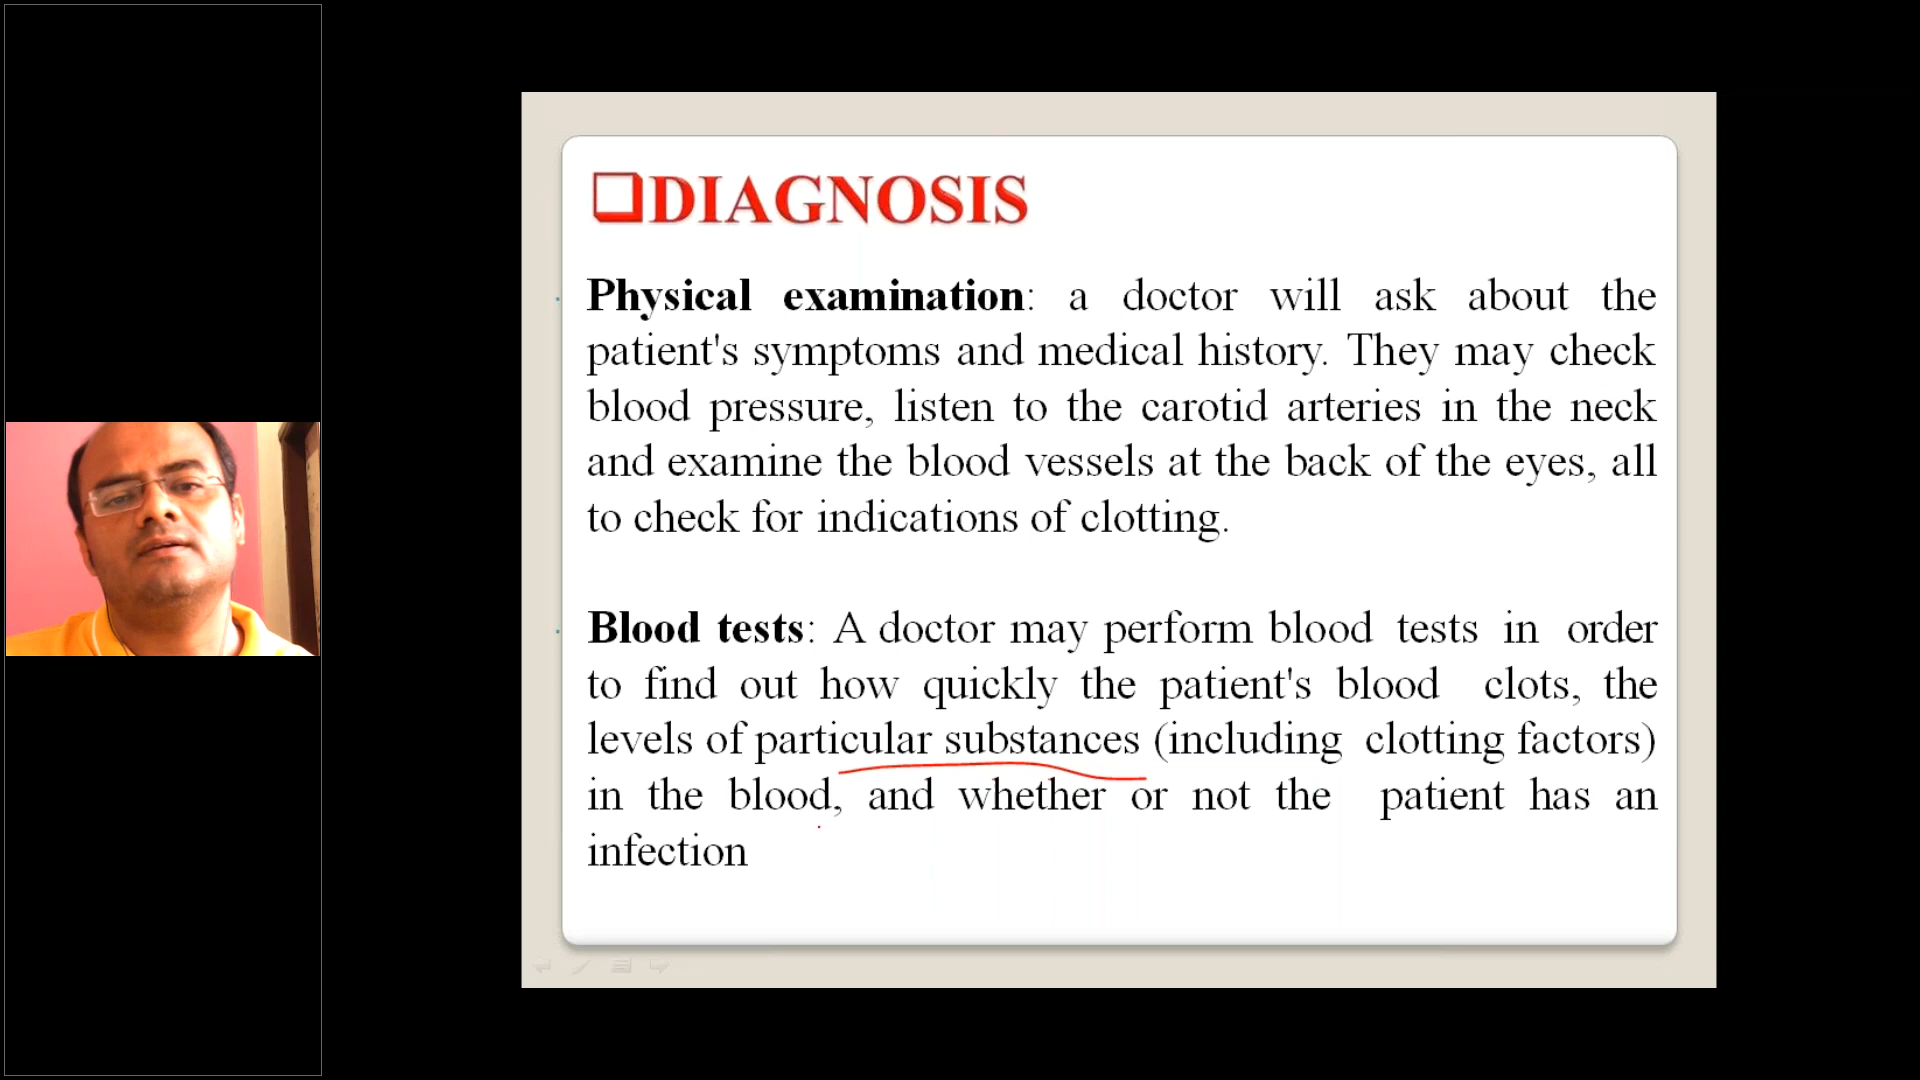 ❑DIAGNOSIS
Physical examination: a doctor will ask about the
patient's symptoms and medical history. They may check
blood pressure, listen to the carotid arteries in the neck
and examine the blood vessels at the back of the eyes, all
to check for indications of clotting.
Blood tests: A doctor may perform blood tests in order
to find out how quickly the patient's blood clots, the
levels of particular substances (including clotting factors)
in the blood, and whether or not the patient has an
infection